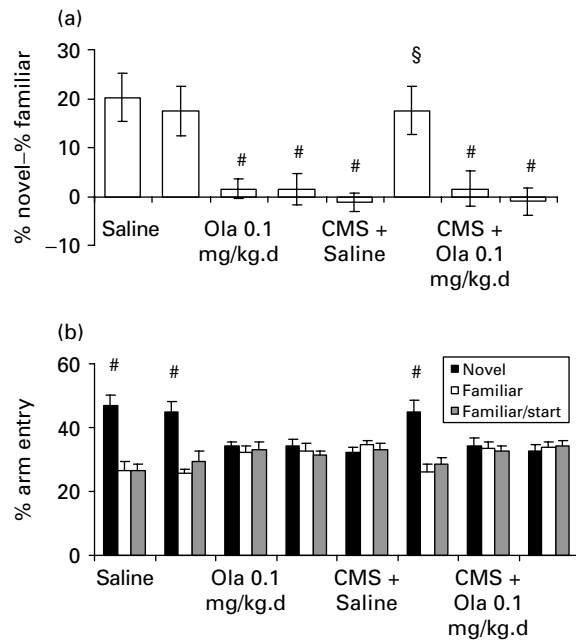 (a)
% novel–% familiar
30
20
10
0
–10
§
# # # # #
Saline
Ola 0.1
mg/kg.d
CMS +
Saline
CMS +
Ola 0.1
mg/kg.d
(b)
% arm entry
60
40
20
0
# # #
Novel
Familiar
Familiar/start
Saline
Ola 0.1
mg/kg.d
CMS +
Saline
CMS +
Ola 0.1
mg/kg.d